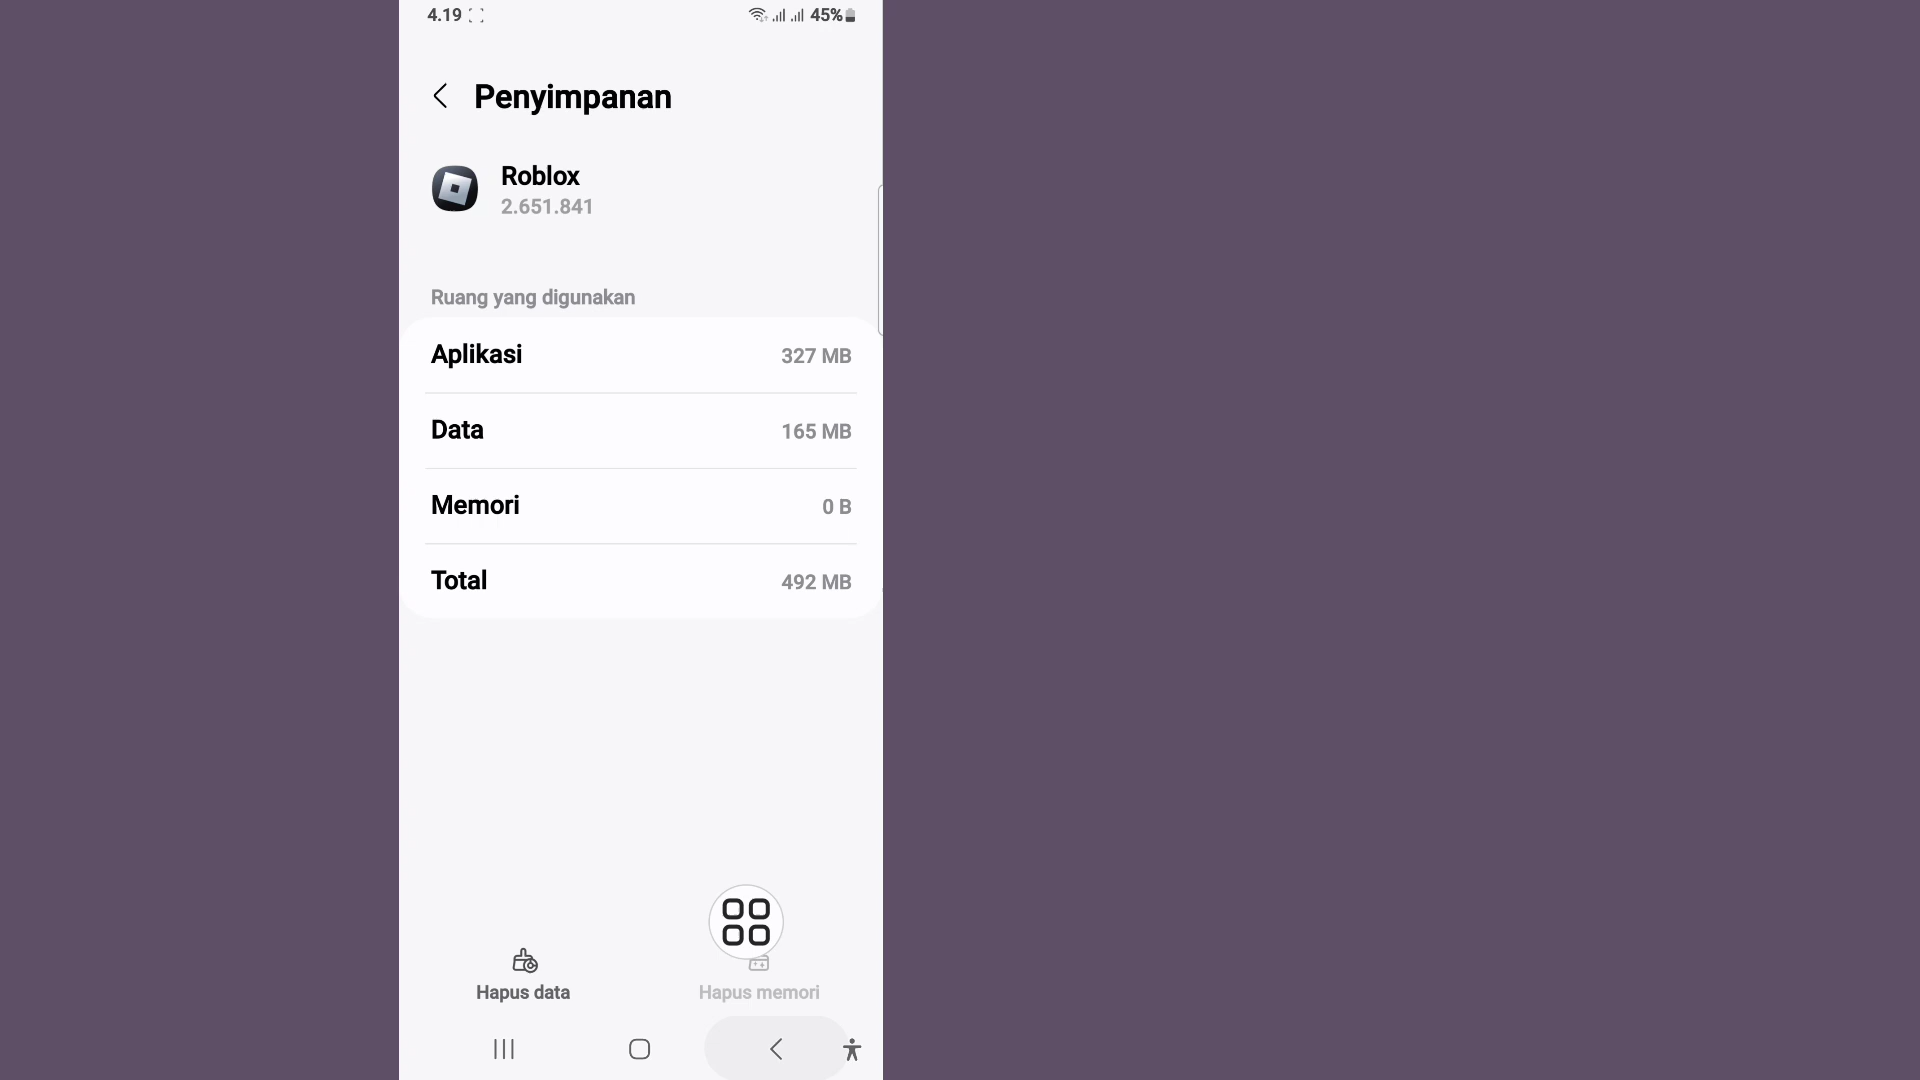 4.19
45%
Penyimpanan
Roblox
2.651.841
Ruang yang digunakan
Aplikasi 327 MB
Data 165 MB
Memori 0 B
Total 492 MB
Hapus data
Hapus memori